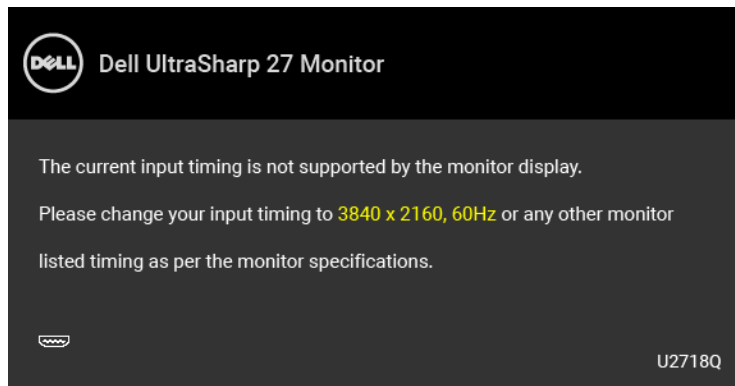 DELL
Dell UltraSharp 27 Monitor
The current input timing is not supported by the monitor display.
Please change your input timing to 3840 x 2160, 60Hz or any other monitor
listed timing as per the monitor specifications.
U2718Q